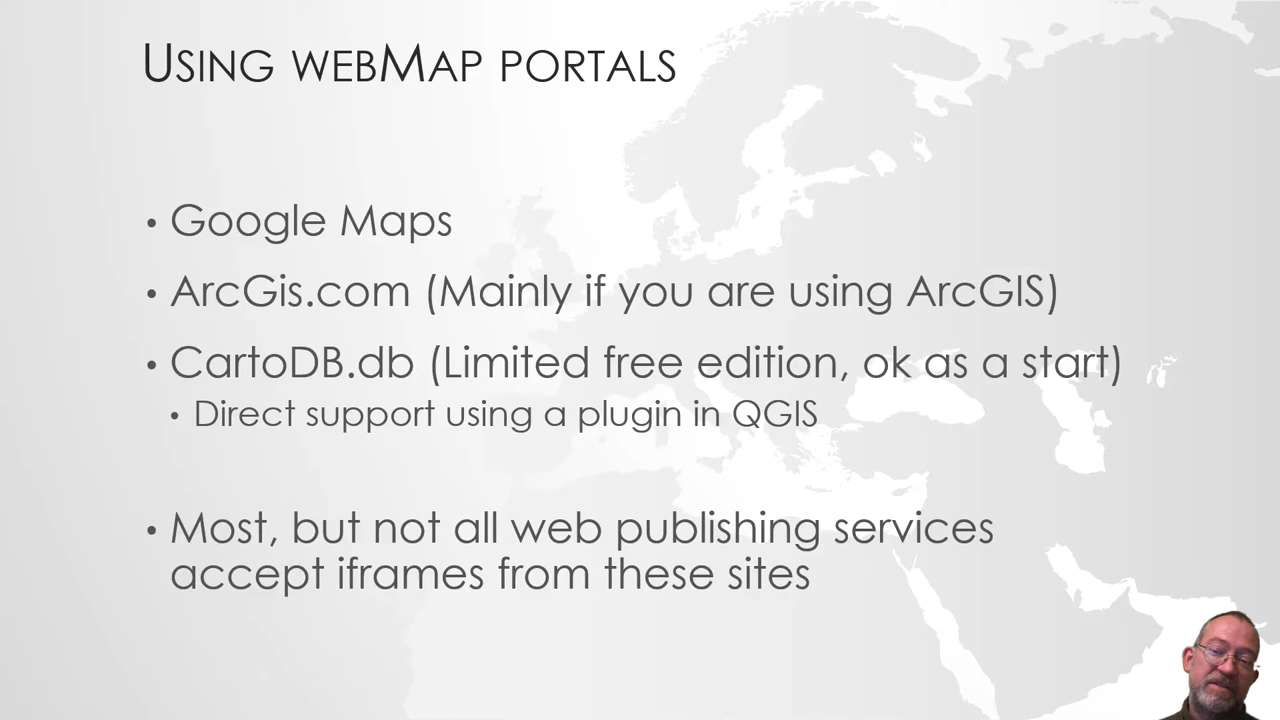 Using webMap portals
• Google Maps
• ArcGis.com (Mainly if you are using ArcGIS)
• CartoDB.db (Limited free edition, ok as a start)
• Direct support using a plugin in QGIS
• Most, but not all web publishing services
accept iframes from these sites